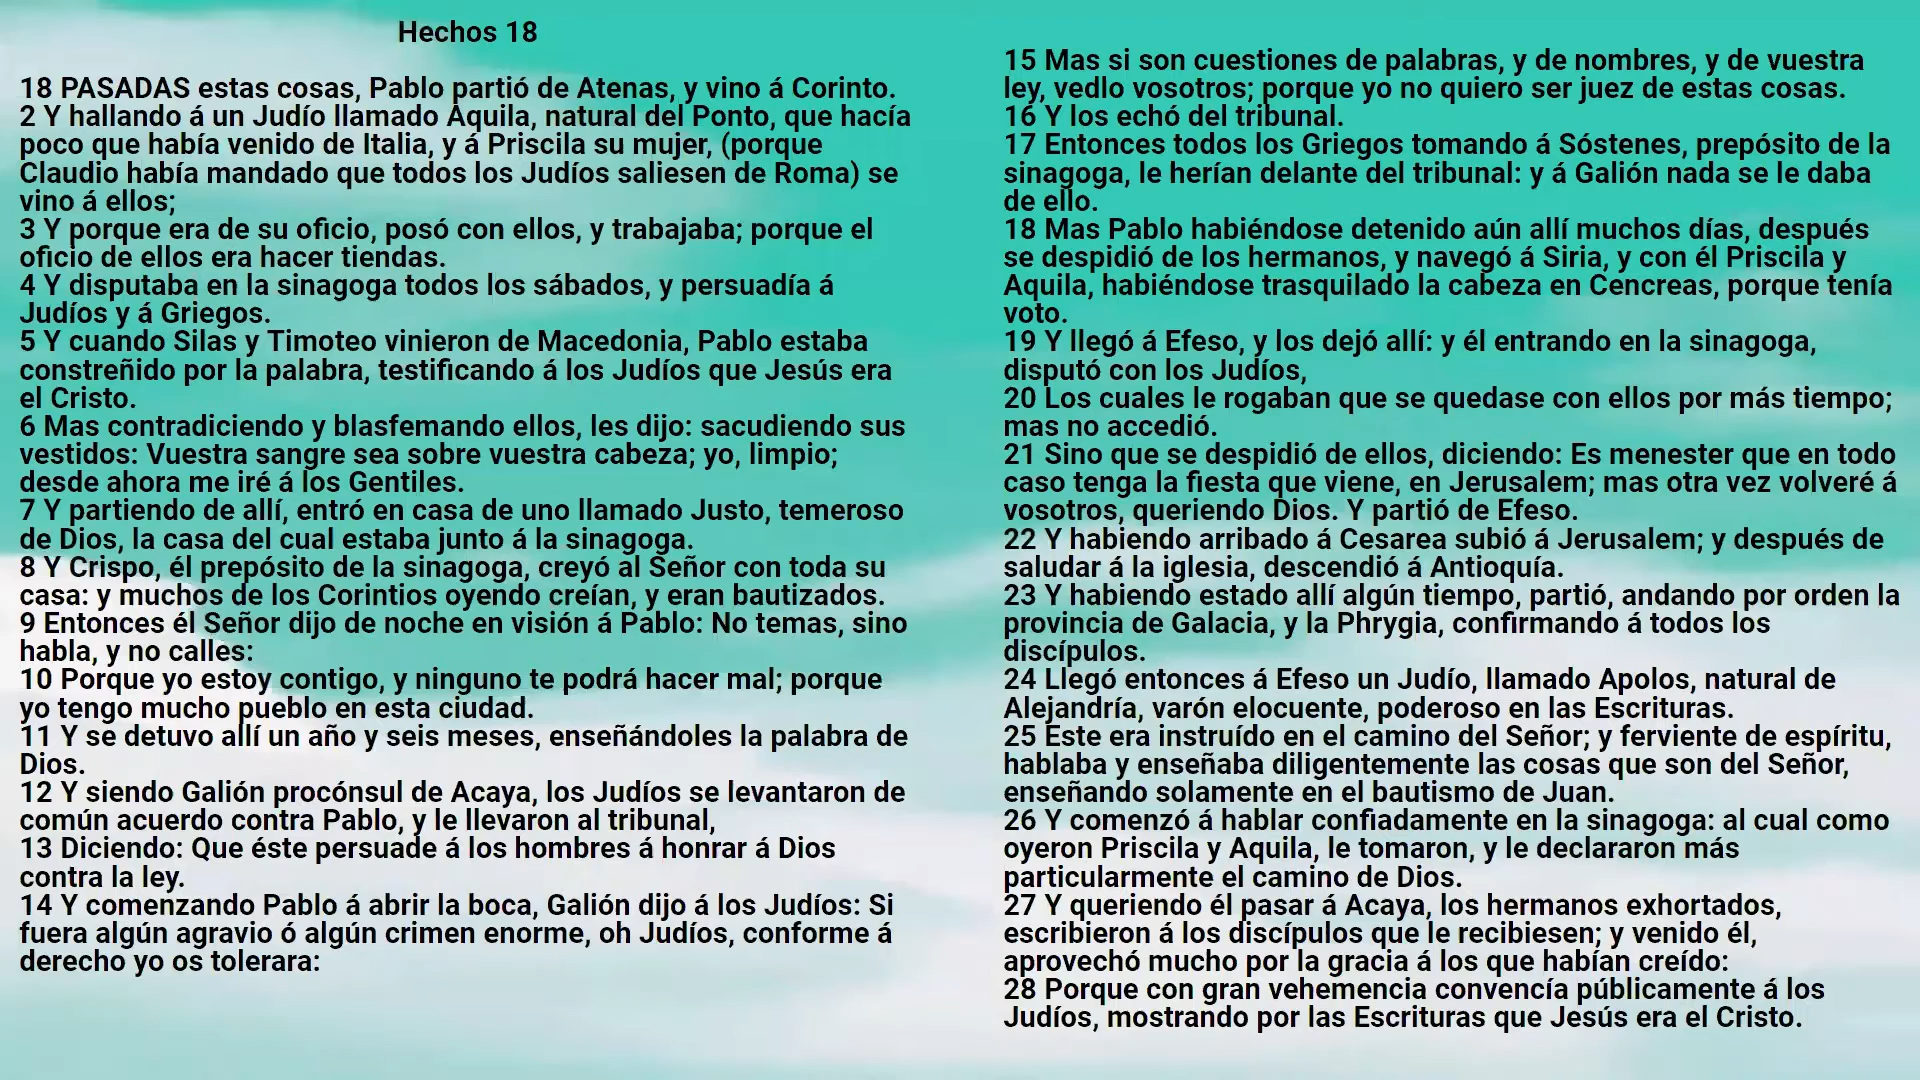 Hechos 18
18 PASADAS estas cosas, Pablo partió de Atenas, y vino á Corinto.
2 Y hallando á un Judío llamado Aquila, natural del Ponto, que hacía
poco que había venido de Italia, y á Priscila su mujer, (porque
Claudio había mandado que todos los Judíos saliesen de Roma) se
vino á ellos;
3 Y porque era de su oficio, posó con ellos, y trabajaba; porque el
oficio de ellos era hacer tiendas.
4 Y disputaba en la sinagoga todos los sábados, y persuadía á
Judíos y á Griegos.
5 Y cuando Silas y Timoteo vinieron de Macedonia, Pablo estaba
constreñido por la palabra, testificando á los Judíos que Jesús era
el Cristo.
6 Mas contradiciendo y blasfemando ellos, les dijo: sacudiendo sus
vestidos: Vuestra sangre sea sobre vuestra cabeza; yo, limpio;
desde ahora me iré á los Gentiles.
7 Y partiendo de allí, entró en casa de uno llamado Justo, temeroso
de Dios, la casa del cual estaba junto á la sinagoga.
8 Y Crispo, él prepósito de la sinagoga, creyó al Señor con toda su
casa: y muchos de los Corintios oyendo creían, y eran bautizados.
9 Entonces él Señor dijo de noche en visión á Pablo: No temas, sino
habla, y no calles:
10 Porque yo estoy contigo, y ninguno te podrá hacer mal; porque
yo tengo mucho pueblo en esta ciudad.
11 Y se detuvo allí un año y seis meses, enseñándoles la palabra de
Dios.
12 Y siendo Galión procónsul de Acaya, los Judíos se levantaron de
común acuerdo contra Pablo, y le llevaron al tribunal,
13 Diciendo: Que éste persuade á los hombres á honrar á Dios
contra la ley.
14 Y comenzando Pablo á abrir la boca, Galión dijo á los Judíos: Si
fuera algún agravio ó algún crimen enorme, oh Judíos, conforme á
derecho yo os tolerara:
15 Mas si son cuestiones de palabras, y de nombres, y de vuestra
ley, vedlo vosotros; porque yo no quiero ser juez de estas cosas.
16 Y los echó del tribunal.
17 Entonces todos los Griegos tomando á Sóstenes, prepósito de la
sinagoga, le herían delante del tribunal: y á Galión nada se le daba
de ello.
18 Mas Pablo habiéndose detenido aún allí muchos días, después
se despidió de los hermanos, y navegó á Siria, y con él Priscila y
Aquila, habiéndose trasquilado la cabeza en Cencreas, porque tenía
voto.
19 Y llegó á Efeso, y los dejó allí: y él entrando en la sinagoga,
disputó con los Judíos,
20 Los cuales le rogaban que se quedase con ellos por más tiempo;
mas no accedió.
21 Sino que se despidió de ellos, diciendo: Es menester que en todo
caso tenga la fiesta que viene, en Jerusalem; mas otra vez volveré á
vosotros, queriendo Dios. Y partió de Efeso.
22 Y habiendo arribado á Cesarea subió á Jerusalem; y después de
saludar á la iglesia, descendió á Antioquía.
23 Y habiendo estado allí algún tiempo, partió, andando por orden la
provincia de Galacia, y la Phrygia, confirmando á todos los
discípulos.
24 Llegó entonces á Efeso un Judío, llamado Apolos, natural de
Alejandría, varón elocuente, poderoso en las Escrituras.
25 Este era instruído en el camino del Señor; y ferviente de espíritu,
hablaba y enseñaba diligentemente las cosas que son del Señor,
enseñando solamente en el bautismo de Juan.
26 Y comenzó á hablar confiadamente en la sinagoga: al cual como
oyeron Priscila y Aquila, le tomaron, y le declararon más
particularmente el camino de Dios.
27 Y queriendo él pasar á Acaya, los hermanos exhortados,
escribieron á los discípulos que le recibiesen; y venido él,
aprovechó mucho por la gracia á los que habían creído:
28 Porque con gran vehemencia convencía públicamente á los
Judíos, mostrando por las Escrituras que Jesús era el Cristo.